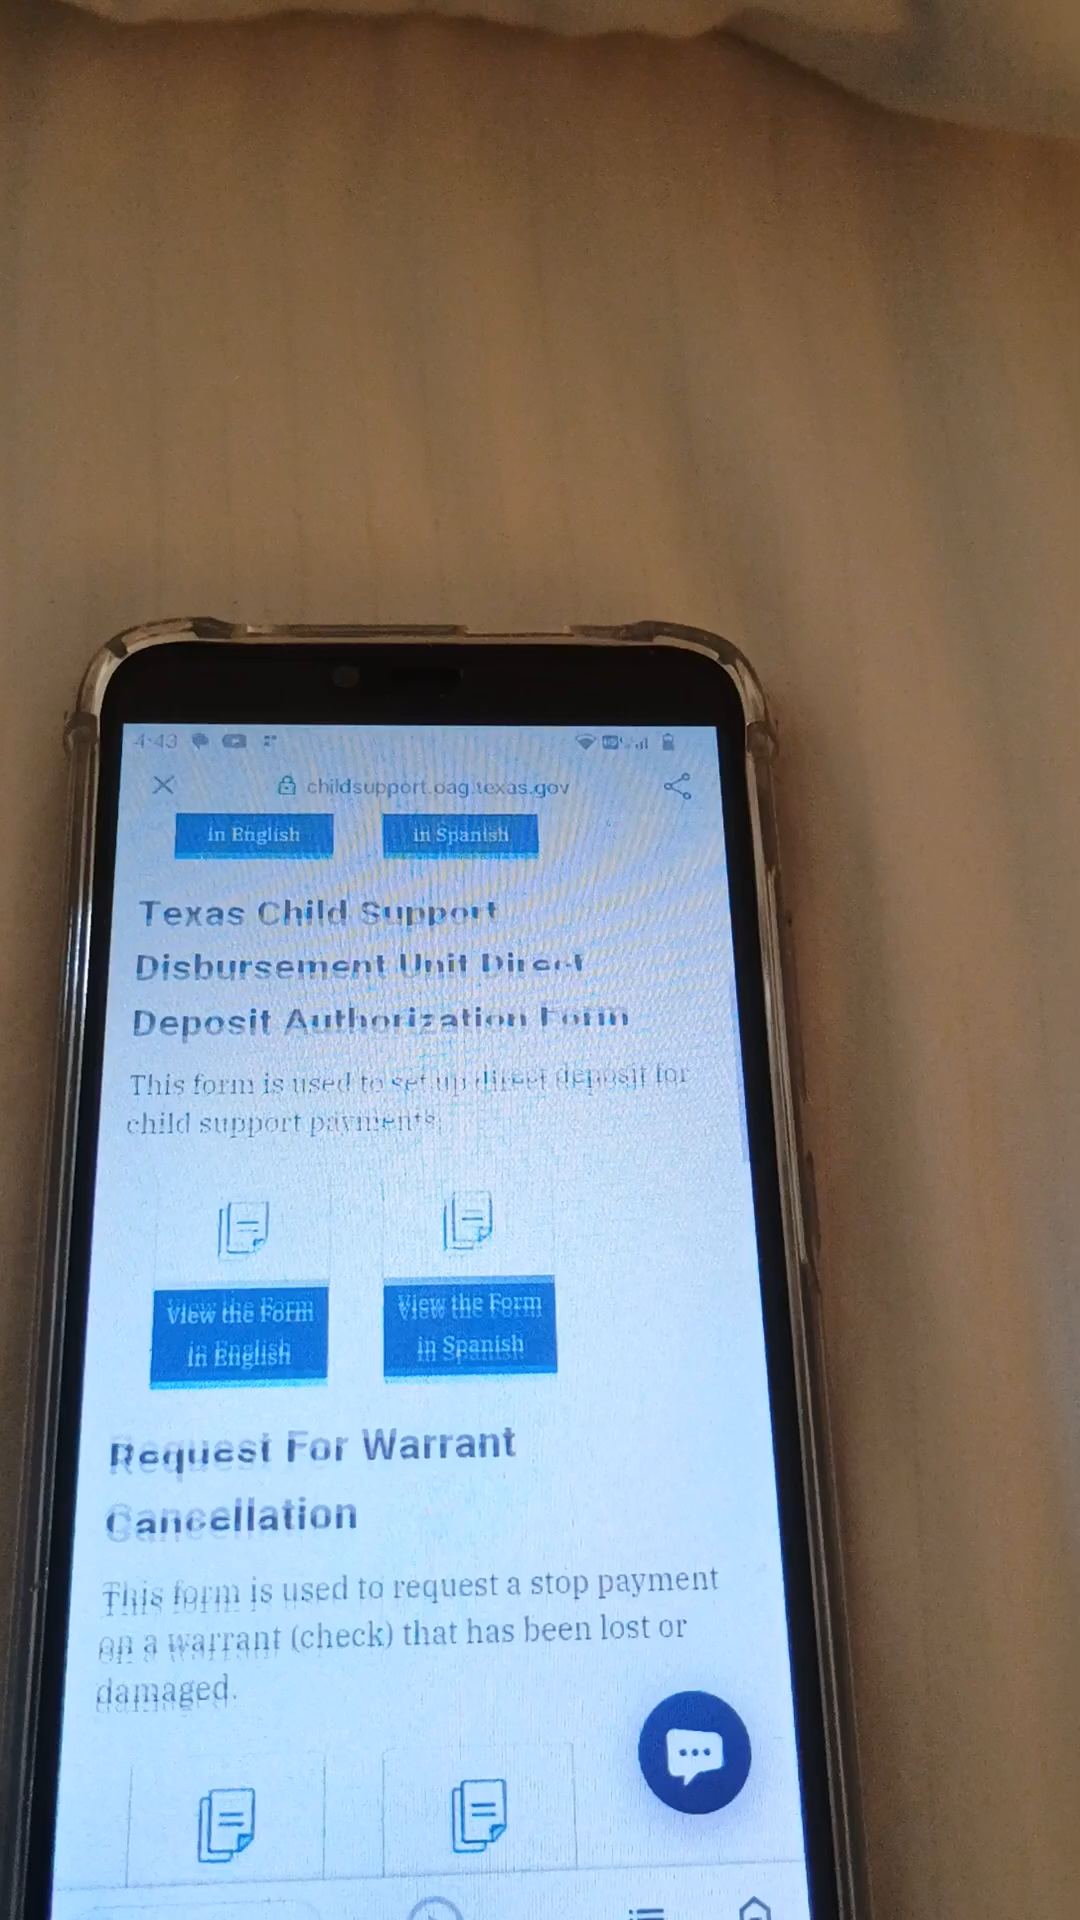 4:43
childsupport.oag.texas.gov
in English
in Spanish
Texas Child Support
Disbursement Unit Direct
Deposit Authorization Form
This form is used to set up direct deposit for
child support payments.
View the Form
in English
View the Form
in Spanish
Request For Warrant
Cancellation
This form is used to request a stop payment
on a warrant (check) that has been lost or
damaged.